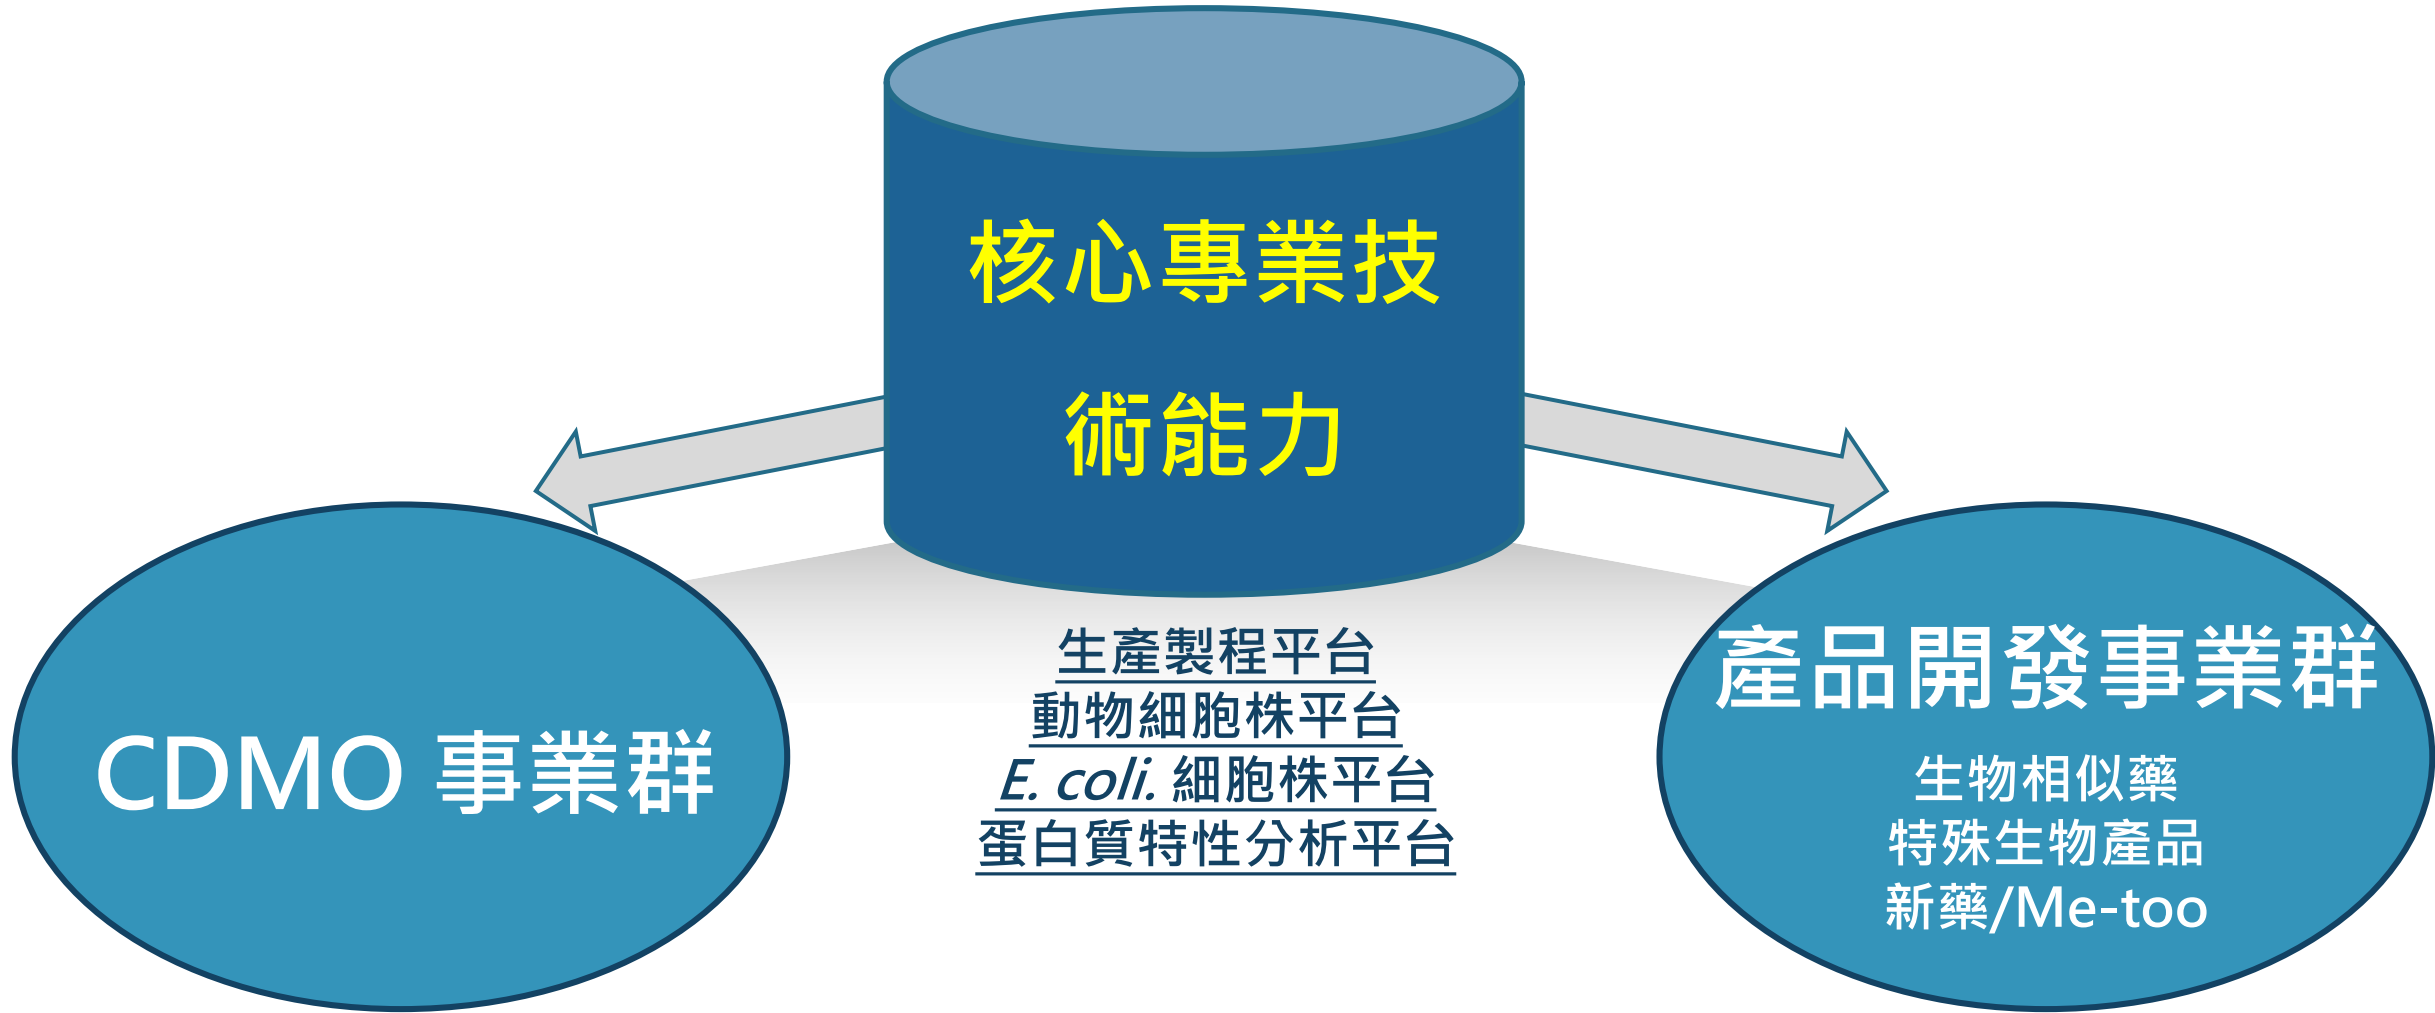 核心專業技
術能力
生產製程平台
動物細胞株平台
E. coli. 細胞株平台
蛋白質特性分析平台
CDMO 事業群
產品開發事業群
生物相似藥
特殊生物產品
新藥/Me-too